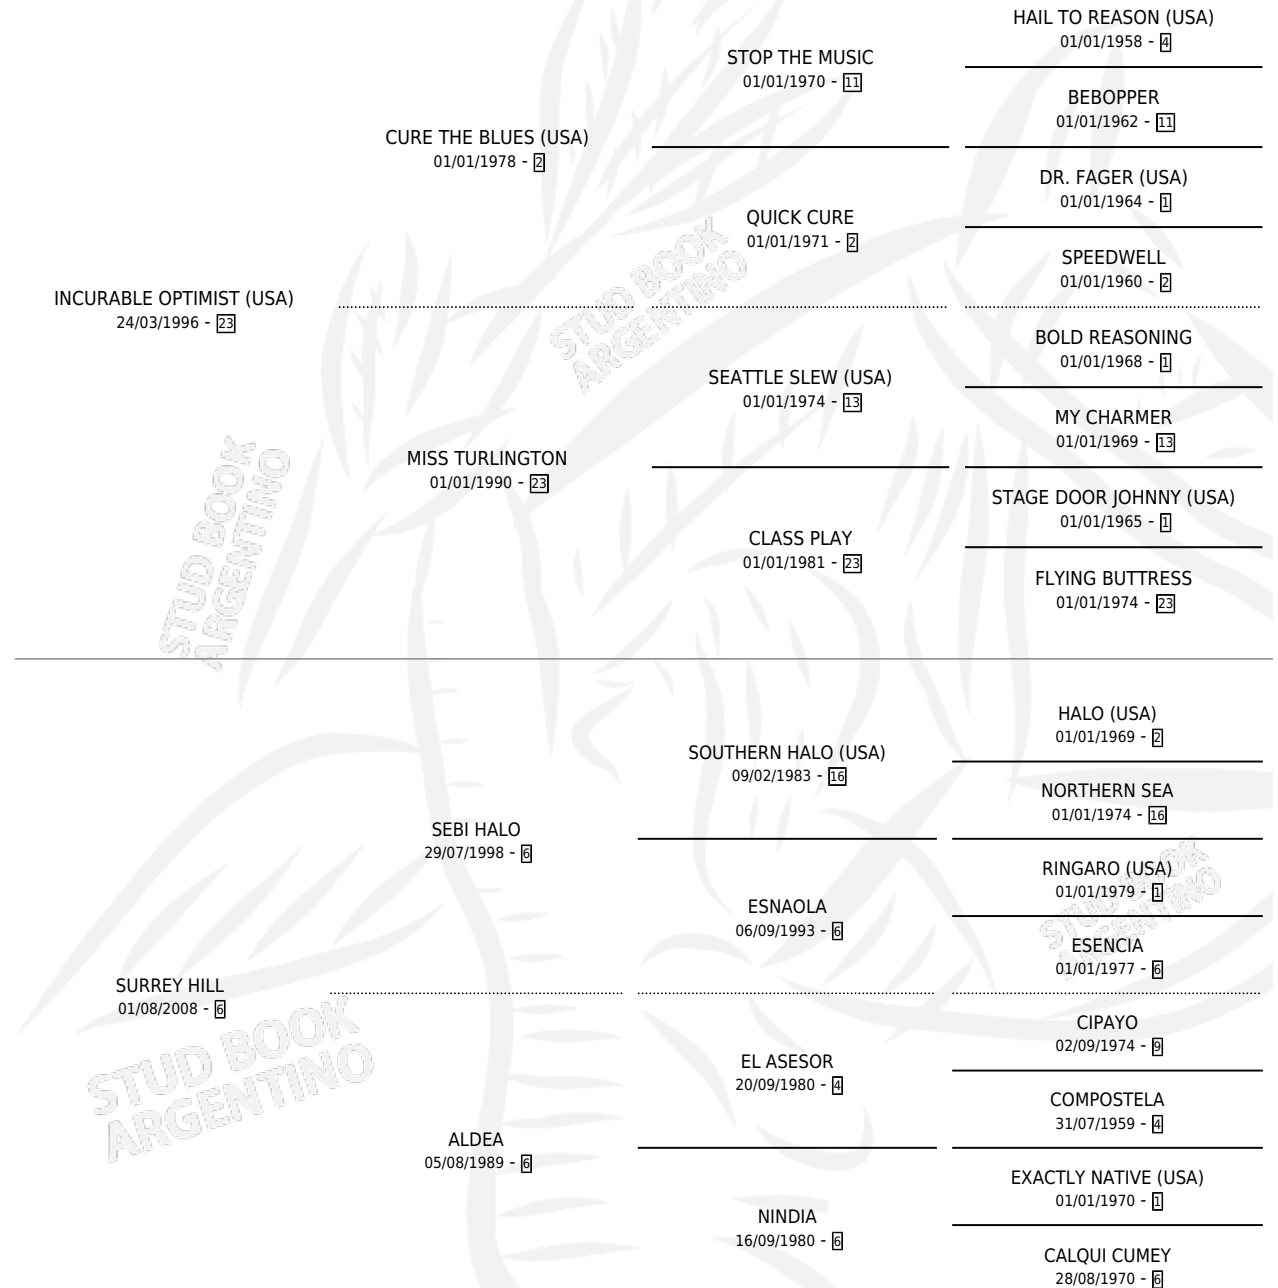 HAIL TO REASON (USA)
01/01/1958 - 4
STOP THE MUSIC
01/01/1970 - 11
BEBOPPER
01/01/1962 - 11
CURE THE BLUES (USA)
01/01/1978 - 2
DR. FAGER (USA)
01/01/1964 - 1
QUICK CURE
01/01/1971 - 2
SPEEDWELL
01/01/1960 - 2
INCURABLE OPTIMIST (USA)
24/03/1996 - 23
BOLD REASONING
01/01/1968 - 1
SEATTLE SLEW (USA)
01/01/1974 - 13
MY CHARMER
01/01/1969 - 13
MISS TURLINGTON
01/01/1990 - 23
STAGE DOOR JOHNNY (USA)
01/01/1965 - 1
CLASS PLAY
01/01/1981 - 23
FLYING BUTTRESS
01/01/1974 - 23
HALO (USA)
01/01/1969 - 2
SOUTHERN HALO (USA)
09/02/1983 - 16
NORTHERN SEA
01/01/1974 - 16
SEBI HALO
29/07/1998 - 6
RINGARO (USA)
01/01/1979 - 1
ESNAOLA
06/09/1993 - 6
ESENCIA
01/01/1977 - 6
SURREY HILL
01/08/2008 - 6
CIPAYO
02/09/1974 - 9
EL ASESOR
20/09/1980 - 4
COMPOSTELA
31/07/1959 - 4
ALDEA
05/08/1989 - 6
EXACTLY NATIVE (USA)
01/01/1970 - 1
NINDIA
16/09/1980 - 6
CALQUI CUMEY
28/08/1970 - 6
STUD BOOK
ARGENTINO
STUD BOOK
ARGENTINO
STUD BOOK
ARGENTINO
STUD BOOK
ARGENTINO